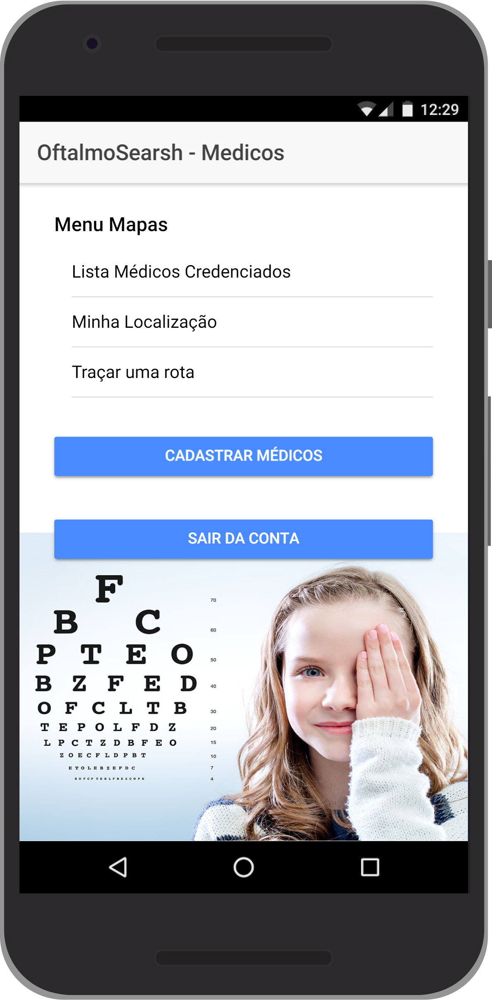 12:29
OftalmoSearsh - Medicos
Menu Mapas
Lista Médicos Credenciados
Minha Localização
Traçar uma rota
CADASTRAR MÉDICOS
SAIR DA CONTA
F 70
B C 60
P T E O 50
B Z F E D 40
O F C L T B 30
T E P O L F D Z 20
L P C T Z D B F E O 15
Z O E C F L D P B T 10
E T O L E B Z E F D C 7
B O F C P T E B L F B E Z C O P E 4